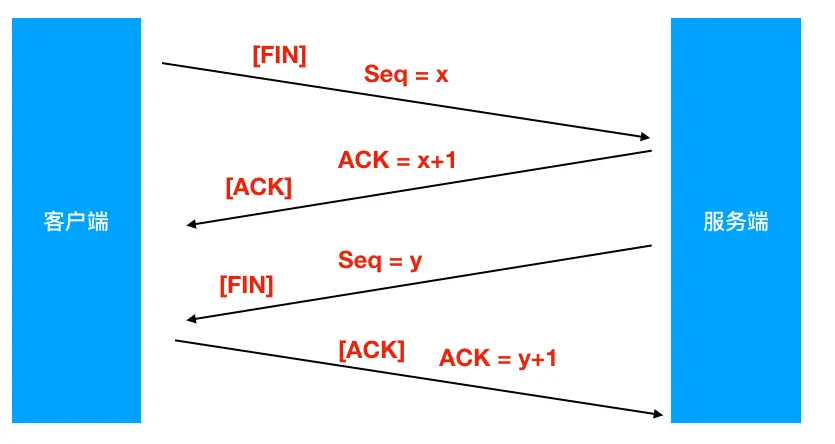 [FIN]
Seq = x
ACK = x+1
[ACK]
客户端
服务端
Seq = y
[FIN]
[ACK]
ACK = y+1